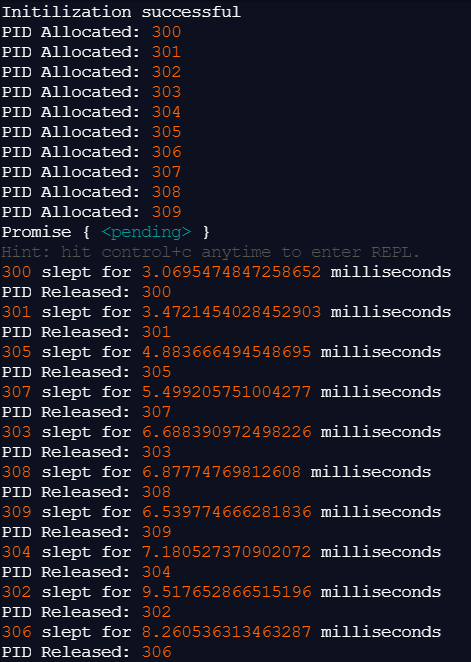 Initilization successful
PID Allocated: 300
PID Allocated: 301
PID Allocated: 302
PID Allocated: 303
PID Allocated: 304
PID Allocated: 305
PID Allocated: 306
PID Allocated: 307
PID Allocated: 308
PID Allocated: 309
Promise { <pending> }
Hint: hit control+c anytime to enter REPL.
300 slept for 3.0695474847258652 milliseconds
PID Released: 300
301 slept for 3.4721454028452903 milliseconds
PID Released: 301
305 slept for 4.883666494548695 milliseconds
PID Released: 305
307 slept for 5.499205751004277 milliseconds
PID Released: 307
303 slept for 6.688390972498226 milliseconds
PID Released: 303
308 slept for 6.87774769812608 milliseconds
PID Released: 308
309 slept for 6.539774666281836 milliseconds
PID Released: 309
304 slept for 7.180527370902072 milliseconds
PID Released: 304
302 slept for 9.517652866515196 milliseconds
PID Released: 302
306 slept for 8.260536313463287 milliseconds
PID Released: 306